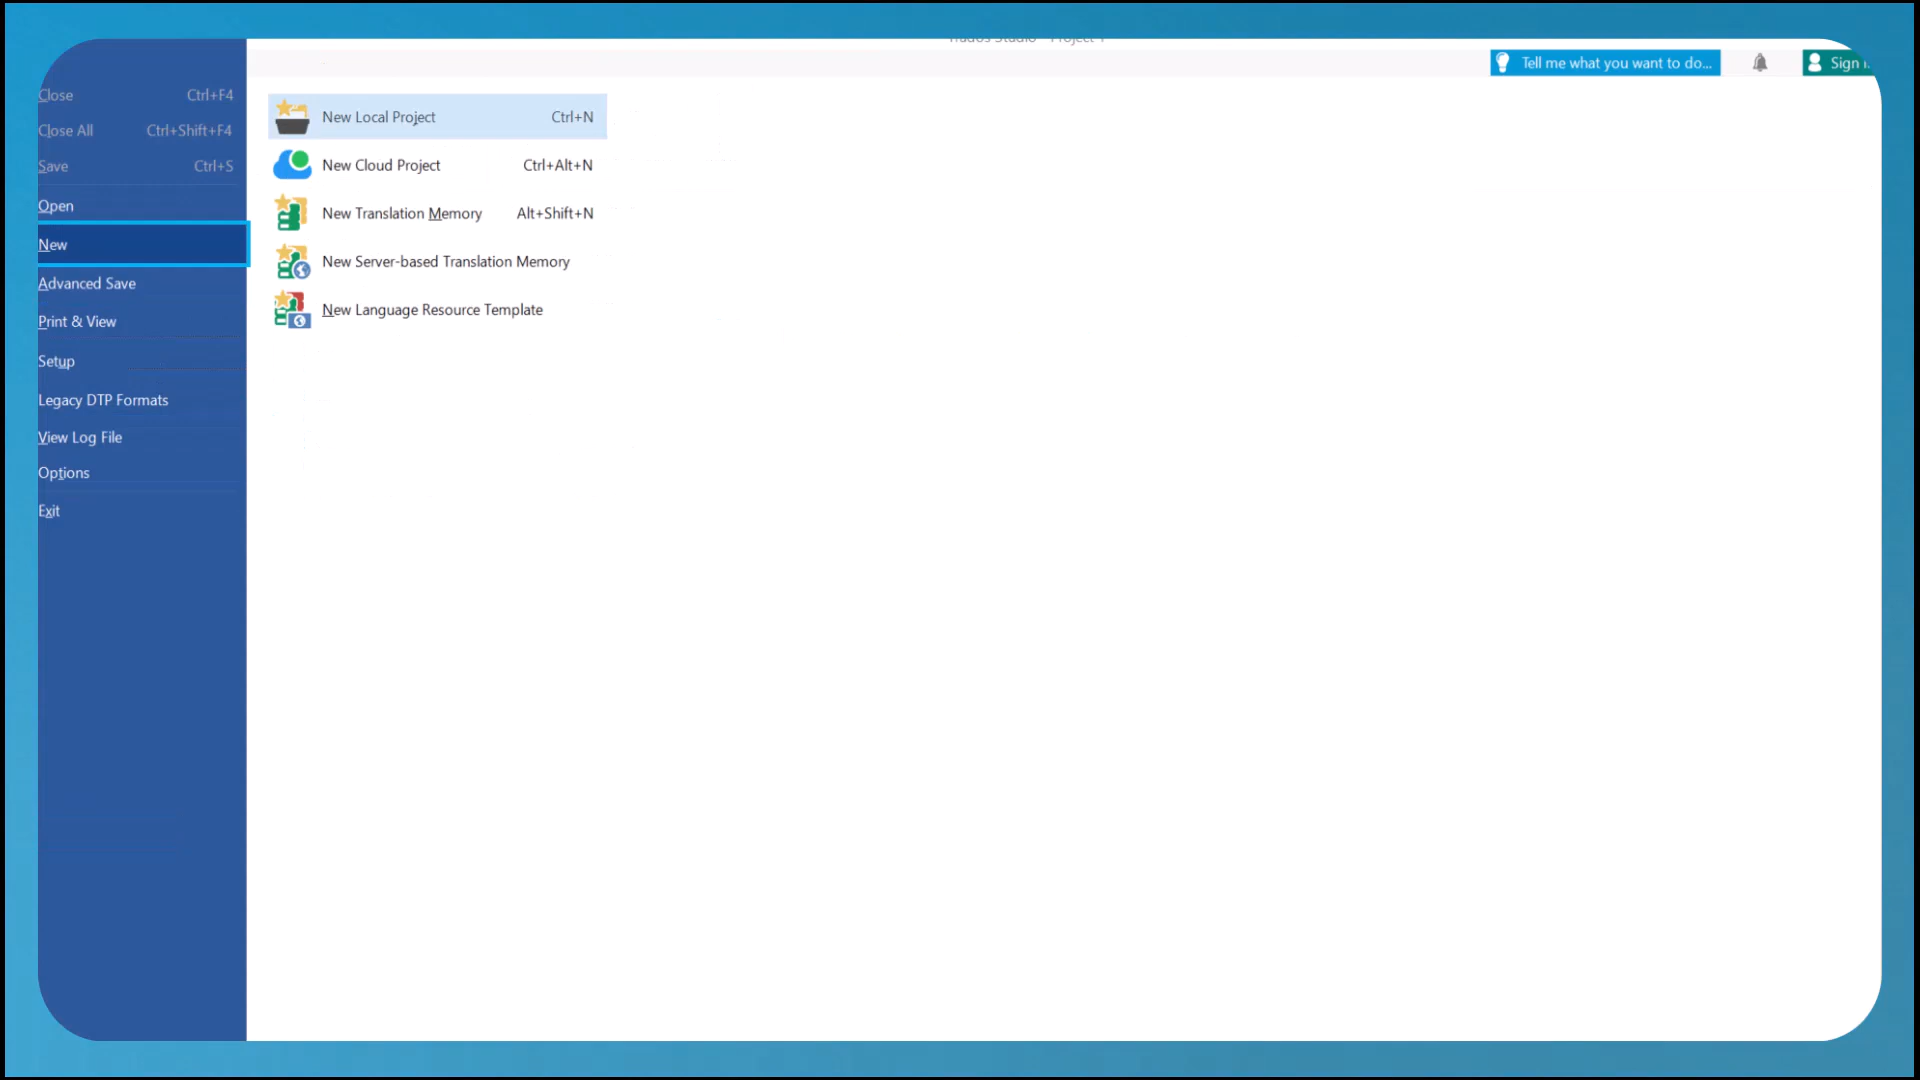 Tell me what you want to do...
Sign
Close Ctrl+F4
Close All Ctrl+Shift+F4
Save Ctrl+S
Open
New
Advanced Save
Print & View
Setup
Legacy DTP Formats
View Log File
Options
Exit
New Local Project Ctrl+N
New Cloud Project Ctrl+Alt+N
New Translation Memory Alt+Shift+N
New Server-based Translation Memory
New Language Resource Template